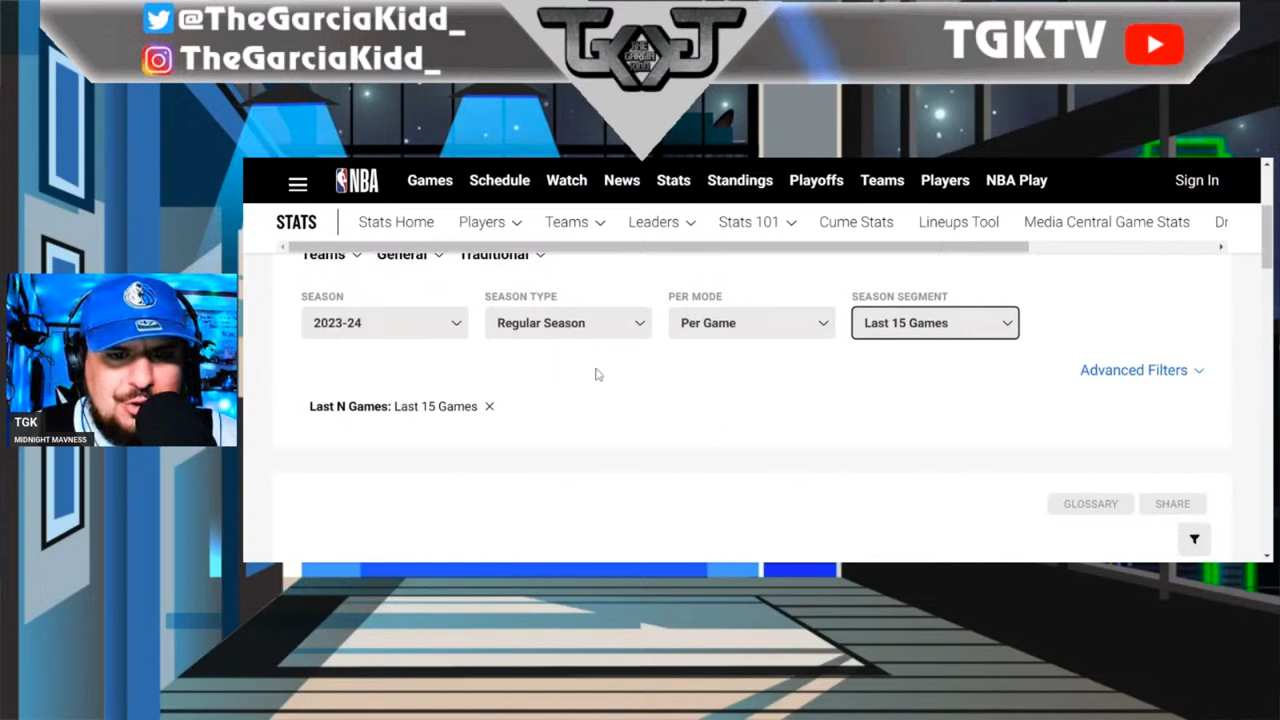 @TheGarciaKidd_
TheGarciaKidd_
TGKTV
NBA
Games
Schedule
Watch
News
Stats
Standings
Playoffs
Teams
Players
NBA Play
Sign In
STATS
Stats Home
Players
Teams
Leaders
Stats 101
Cume Stats
Lineups Tool
Media Central Game Stats
Dr
Teams
General
Traditional
SEASON
SEASON TYPE
PER MODE
SEASON SEGMENT
2023-24
Regular Season
Per Game
Last 15 Games
Advanced Filters
Last N Games: Last 15 Games ×
GLOSSARY
SHARE
TGK
MIDNIGHT MAVNESS